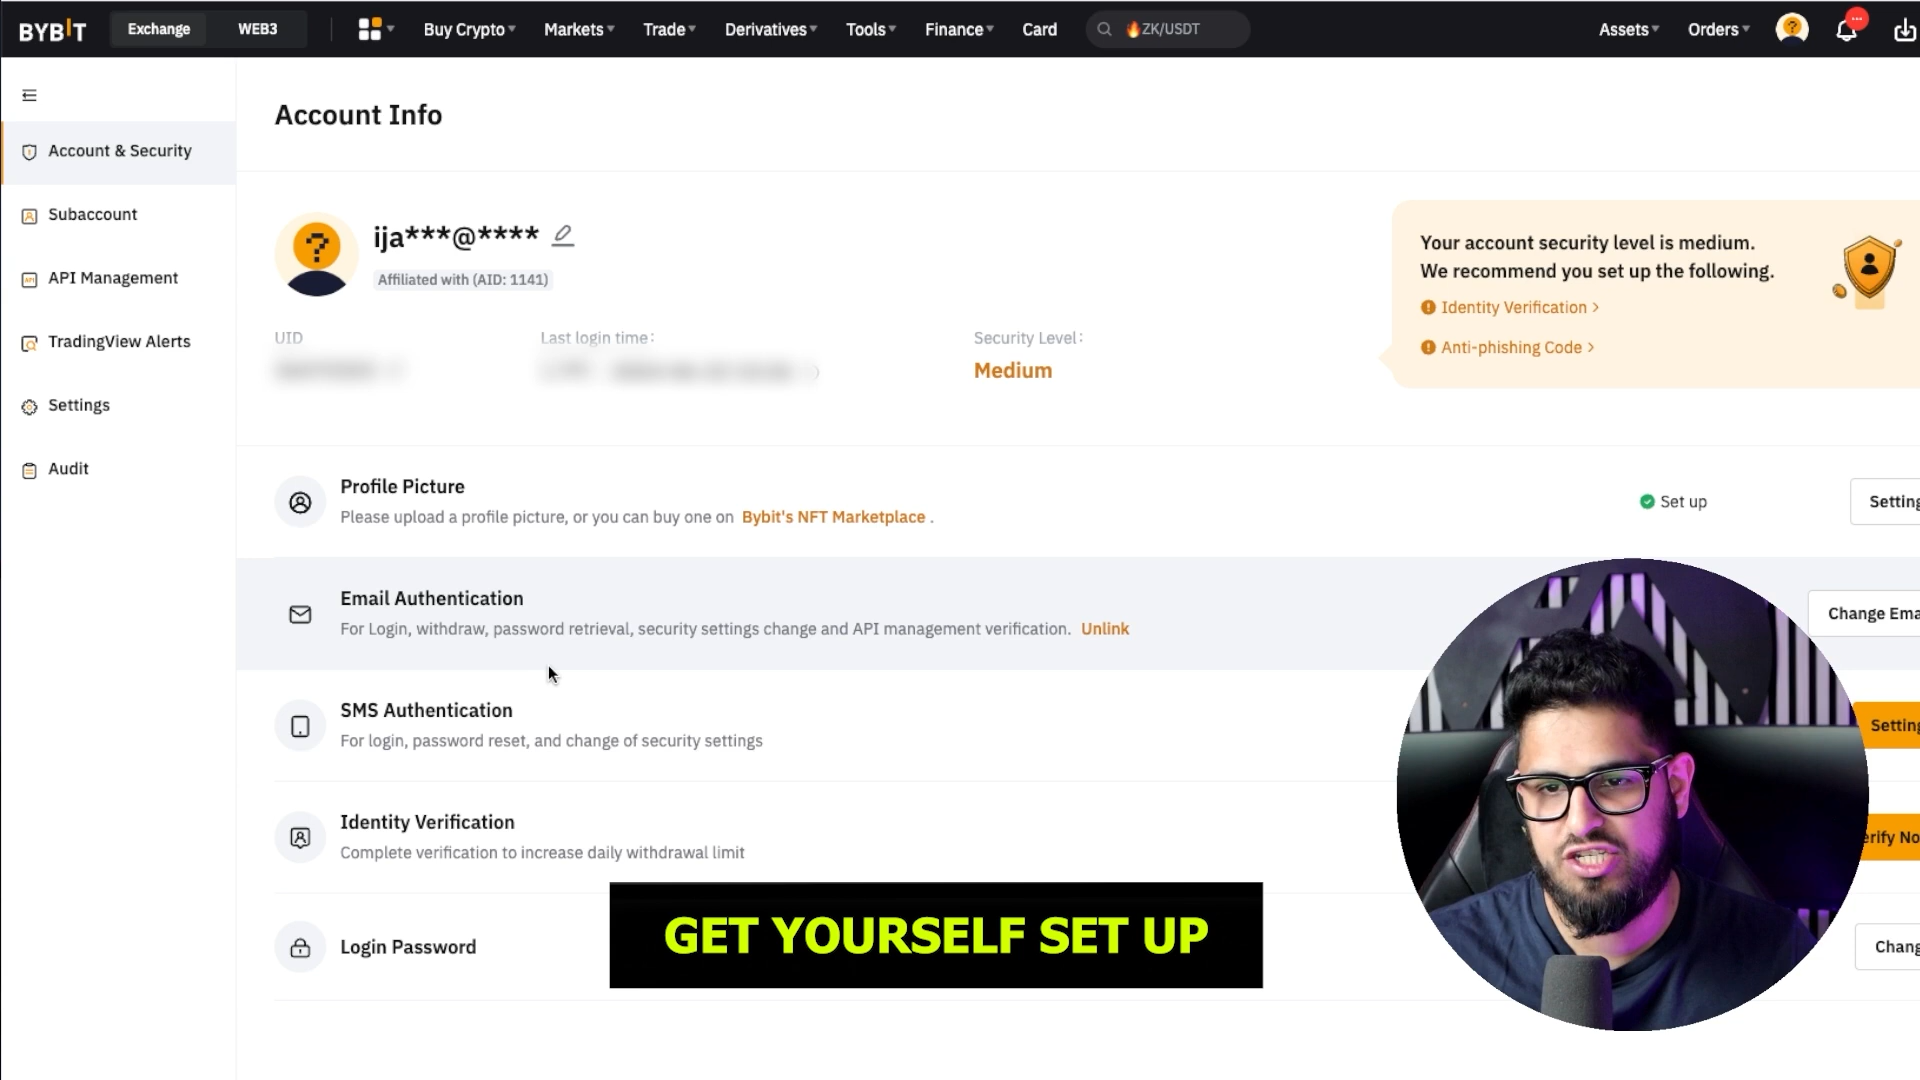 BYBIT
Exchange
WEB3
Buy Crypto
Markets
Trade
Derivatives
Tools
Finance
Card
🔥ZK/USDT
Assets
Orders
Account Info
Account & Security
Subaccount
API Management
TradingView Alerts
Settings
Audit
ija***@****
Affiliated with (AID: 1141)
UID
Last login time:
Security Level:
Medium
Your account security level is medium.
We recommend you set up the following.
Identity Verification >
Anti-phishing Code >
Profile Picture
Please upload a profile picture, or you can buy one on Bybit's NFT Marketplace .
Set up
Setting
Email Authentication
For Login, withdraw, password retrieval, security settings change and API management verification. Unlink
Change Ema
SMS Authentication
For login, password reset, and change of security settings
Setting
Identity Verification
Complete verification to increase daily withdrawal limit
erify No
Login Password
Chang
GET YOURSELF SET UP